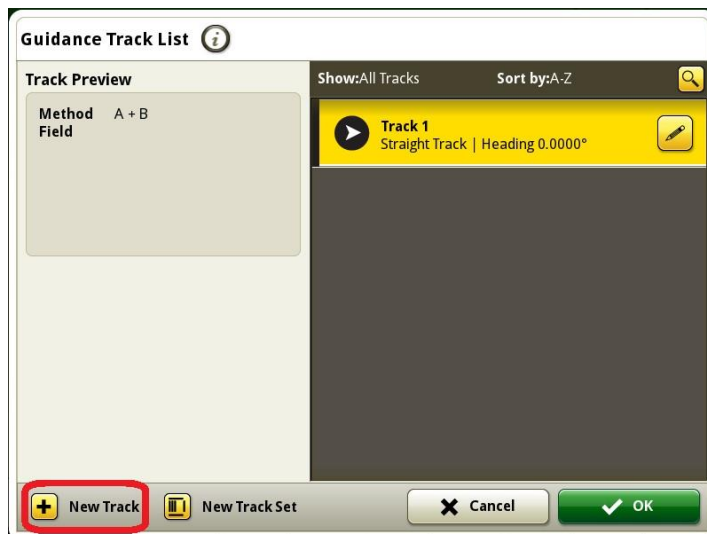 Guidance Track List
Track Preview
Method A + B
Field
Show:All Tracks Sort by:A-Z
Track 1
Straight Track | Heading 0.0000°
New Track
New Track Set
Cancel
OK